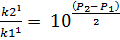 k2¹/k1¹ = 10^((P₂−P₁)/2)